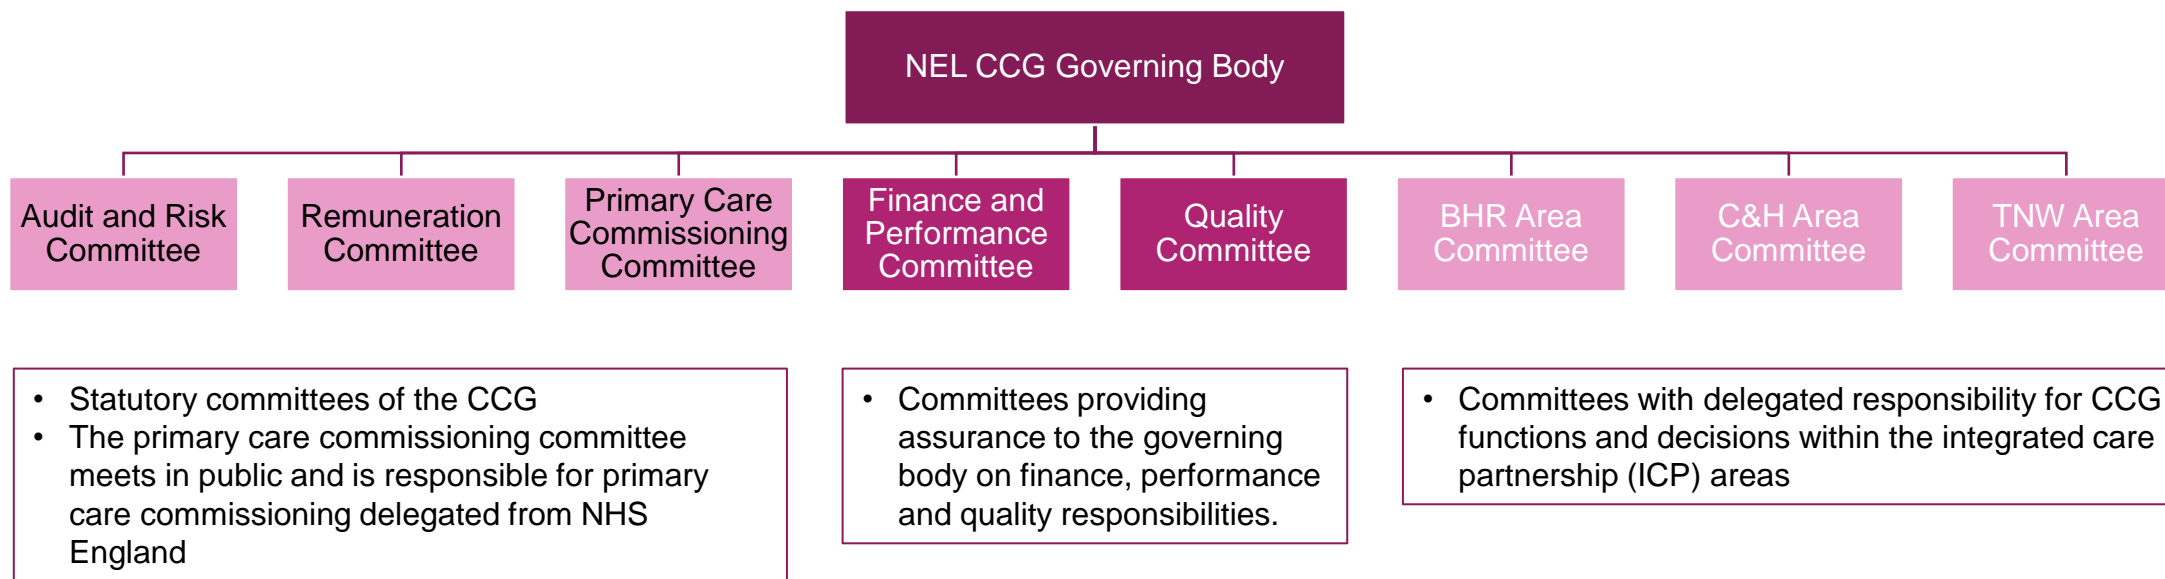 NEL CCG Governing Body
Audit and Risk
Committee
Remuneration
Committee
Primary Care
Commissioning
Committee
Finance and
Performance
Committee
Quality
Committee
BHR Area
Committee
C&H Area
Committee
TNW Area
Committee
• Statutory committees of the CCG
• The primary care commissioning committee
meets in public and is responsible for primary
care commissioning delegated from NHS
England
• Committees providing
assurance to the governing
body on finance, performance
and quality responsibilities.
• Committees with delegated responsibility for CCG
functions and decisions within the integrated care
partnership (ICP) areas